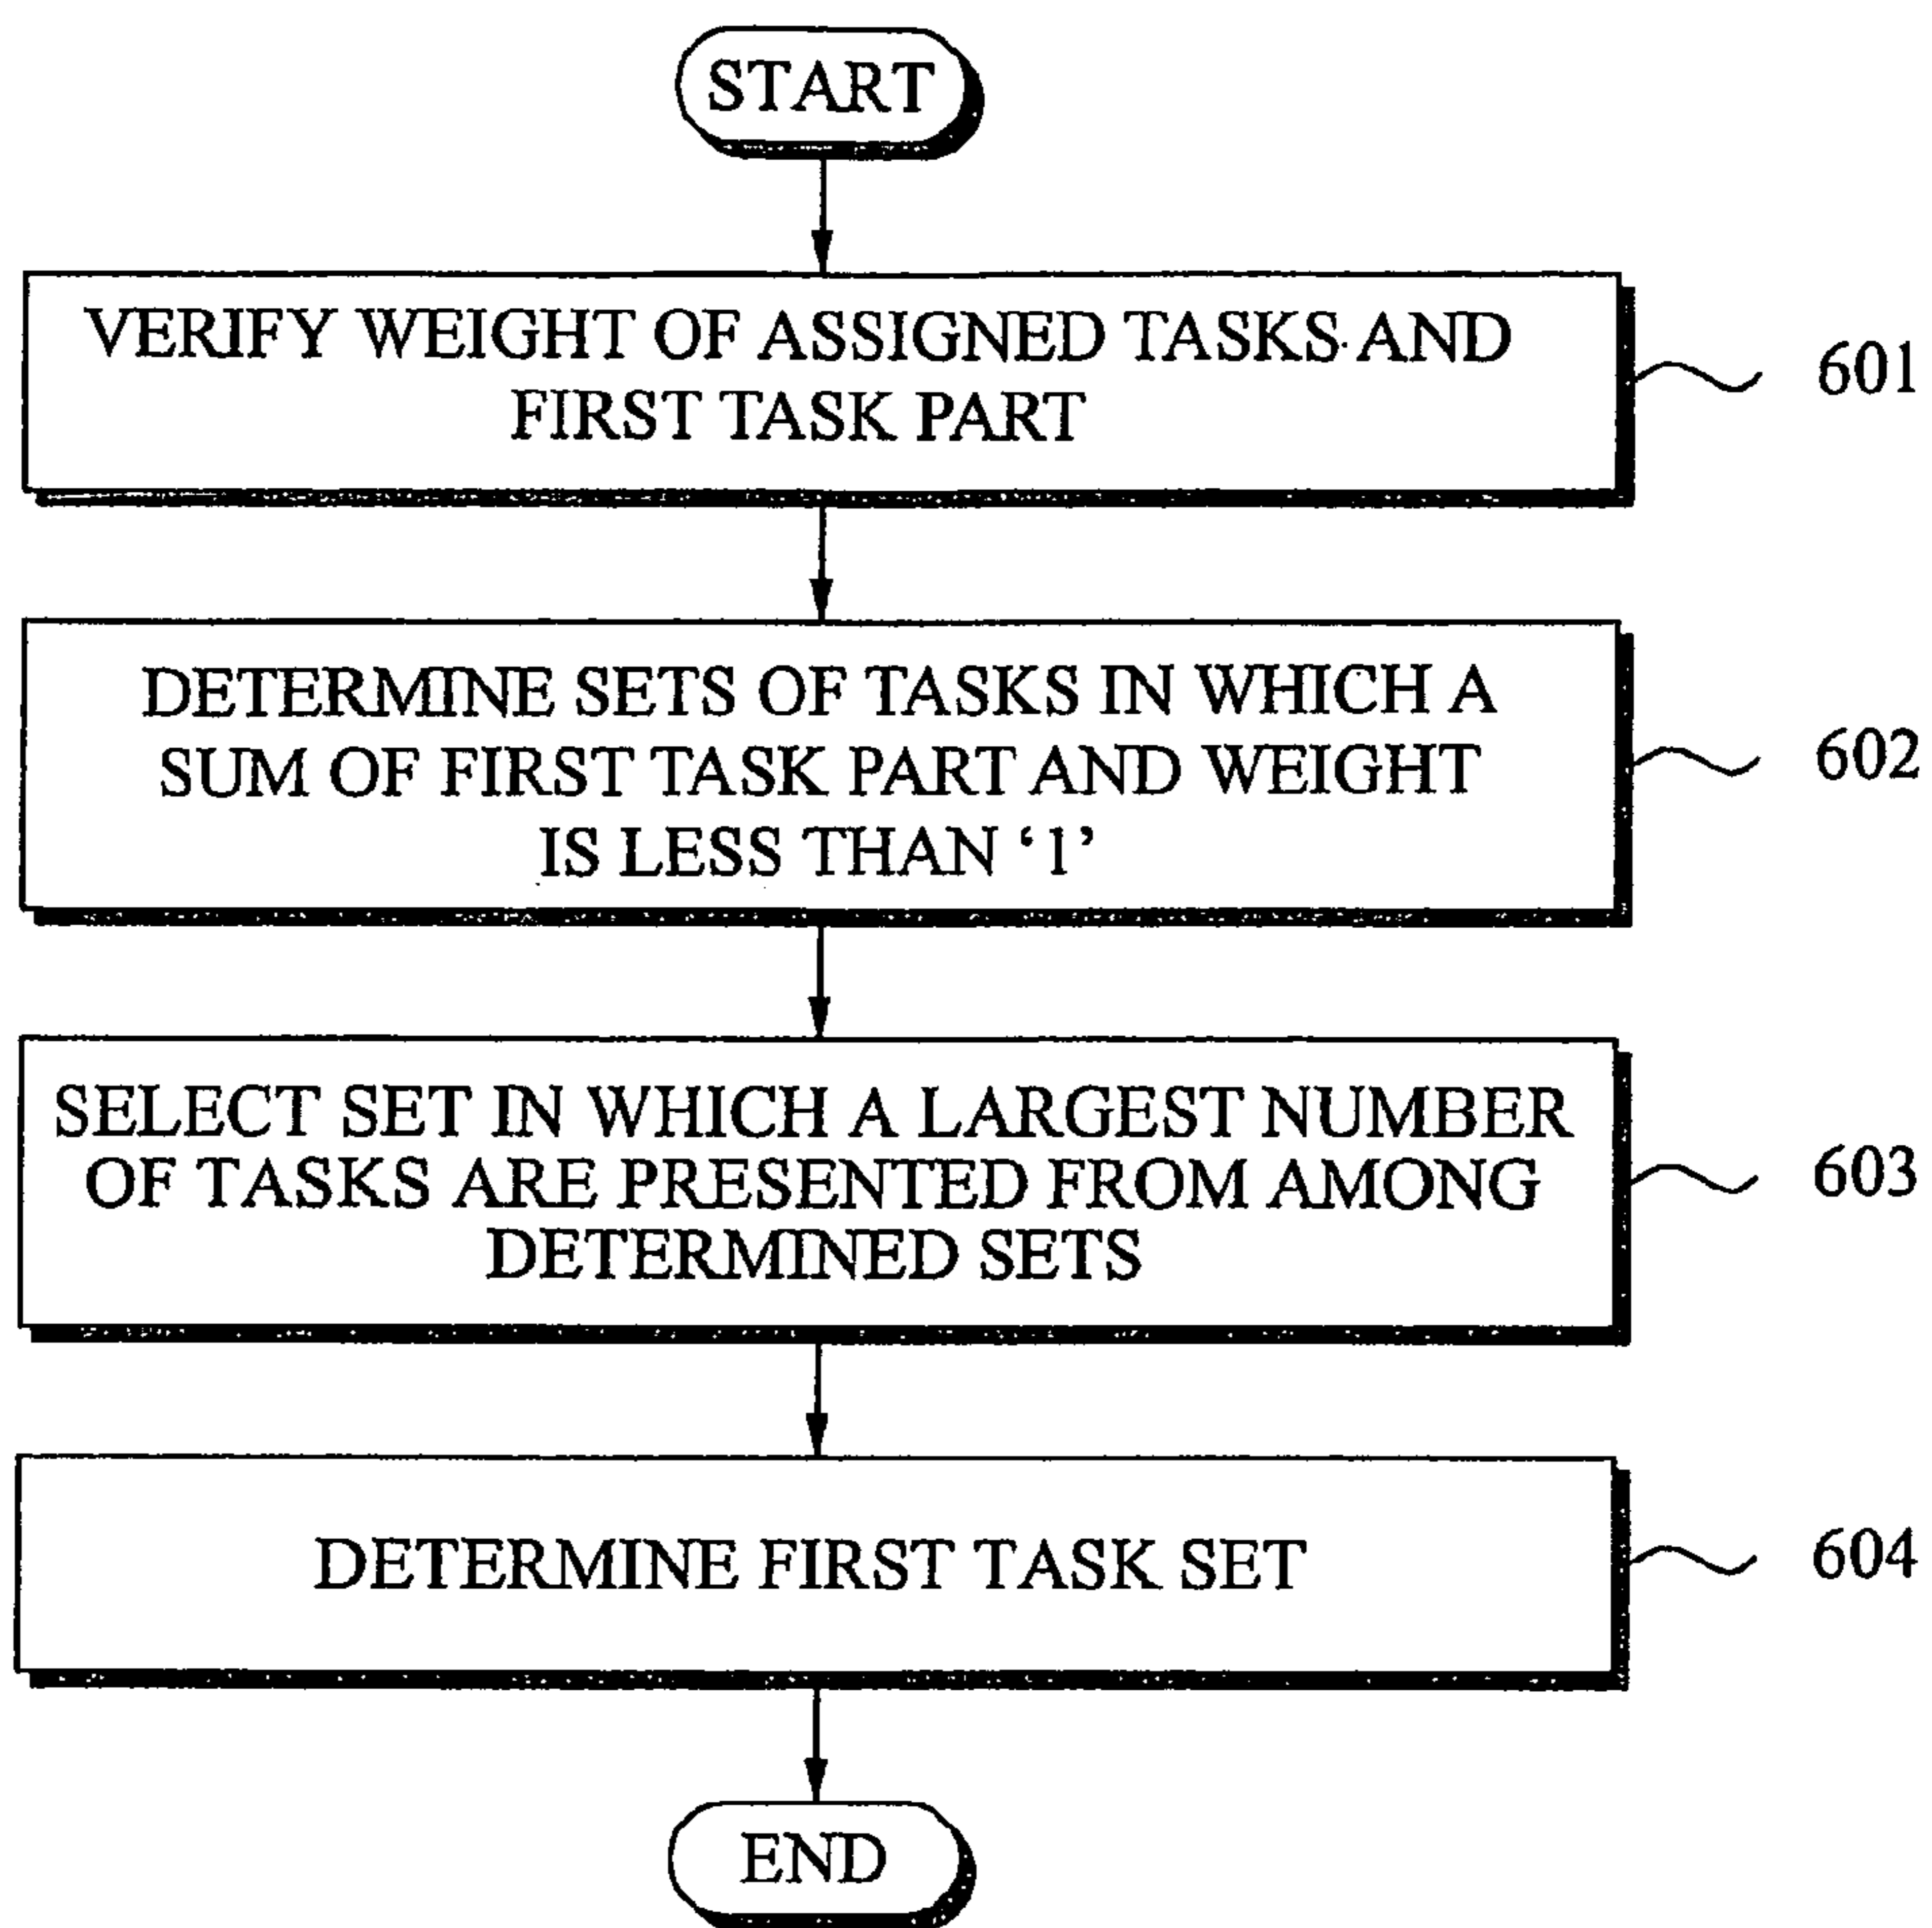 START
VERIFY WEIGHT OF ASSIGNED TASKS AND
FIRST TASK PART
601
DETERMINE SETS OF TASKS IN WHICH A
SUM OF FIRST TASK PART AND WEIGHT
IS LESS THAN ‘1’
602
SELECT SET IN WHICH A LARGEST NUMBER
OF TASKS ARE PRESENTED FROM AMONG
DETERMINED SETS
603
DETERMINE FIRST TASK SET
604
END